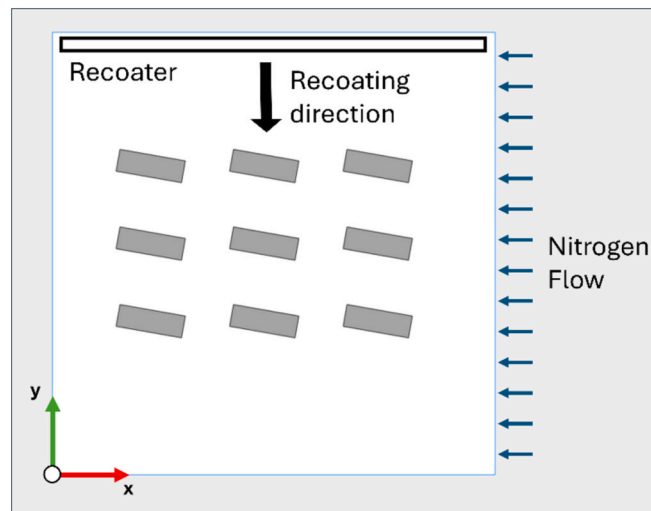 Recoater
Recoating
direction
Nitrogen
Flow
y
x